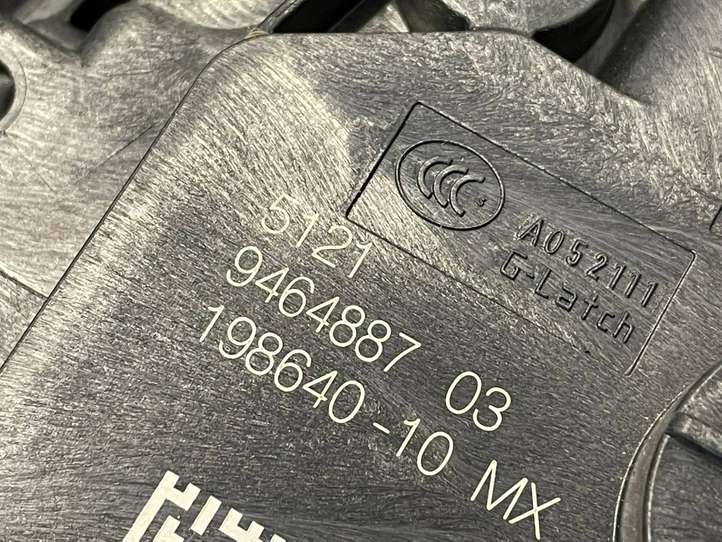 CCC S
A052111
G-Latch
5121
9464887 03
198640-10 MX